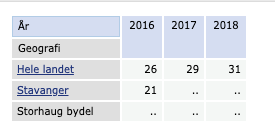 År 2016 2017 2018
Geografi
Hele landet 26 29 31
Stavanger 21 .. ..
Storhaug bydel .. .. ..